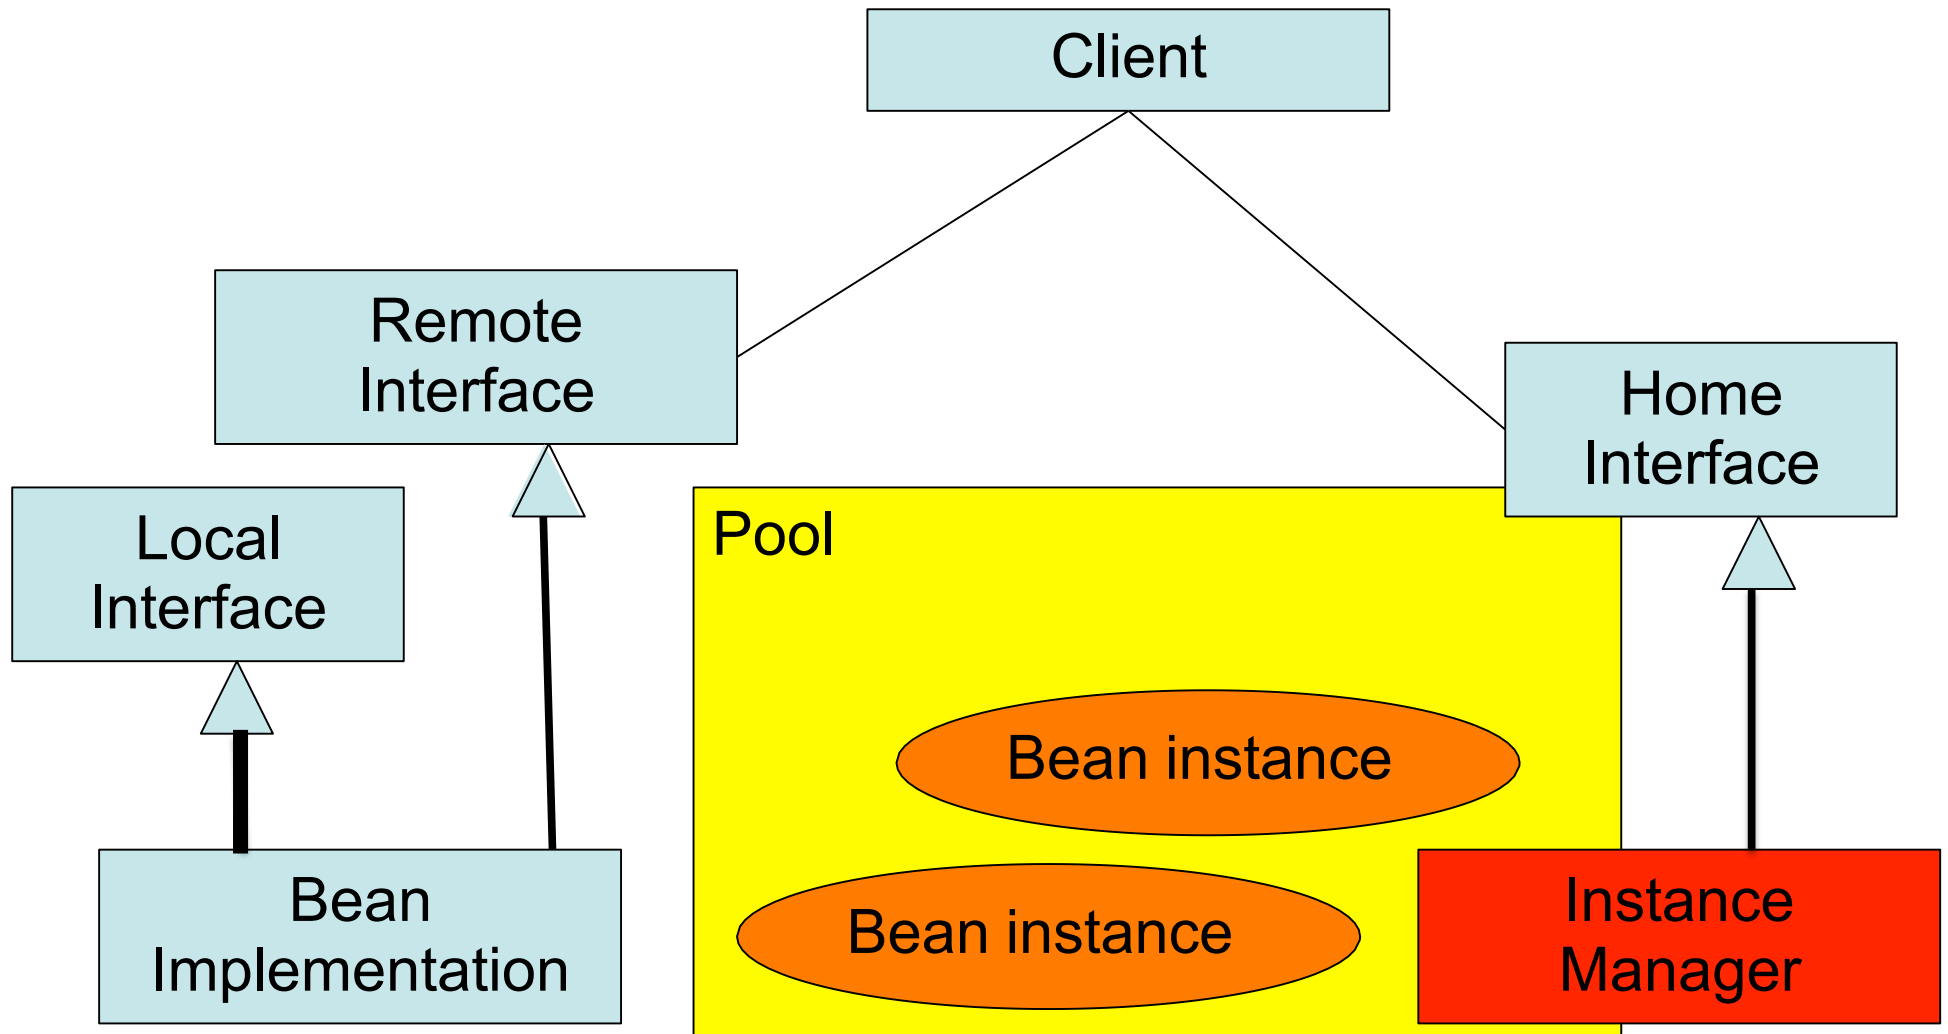 Client
Remote
Interface
Home
Interface
Local
Interface
Pool
Bean instance
Bean instance
Bean
Implementation
Instance
Manager